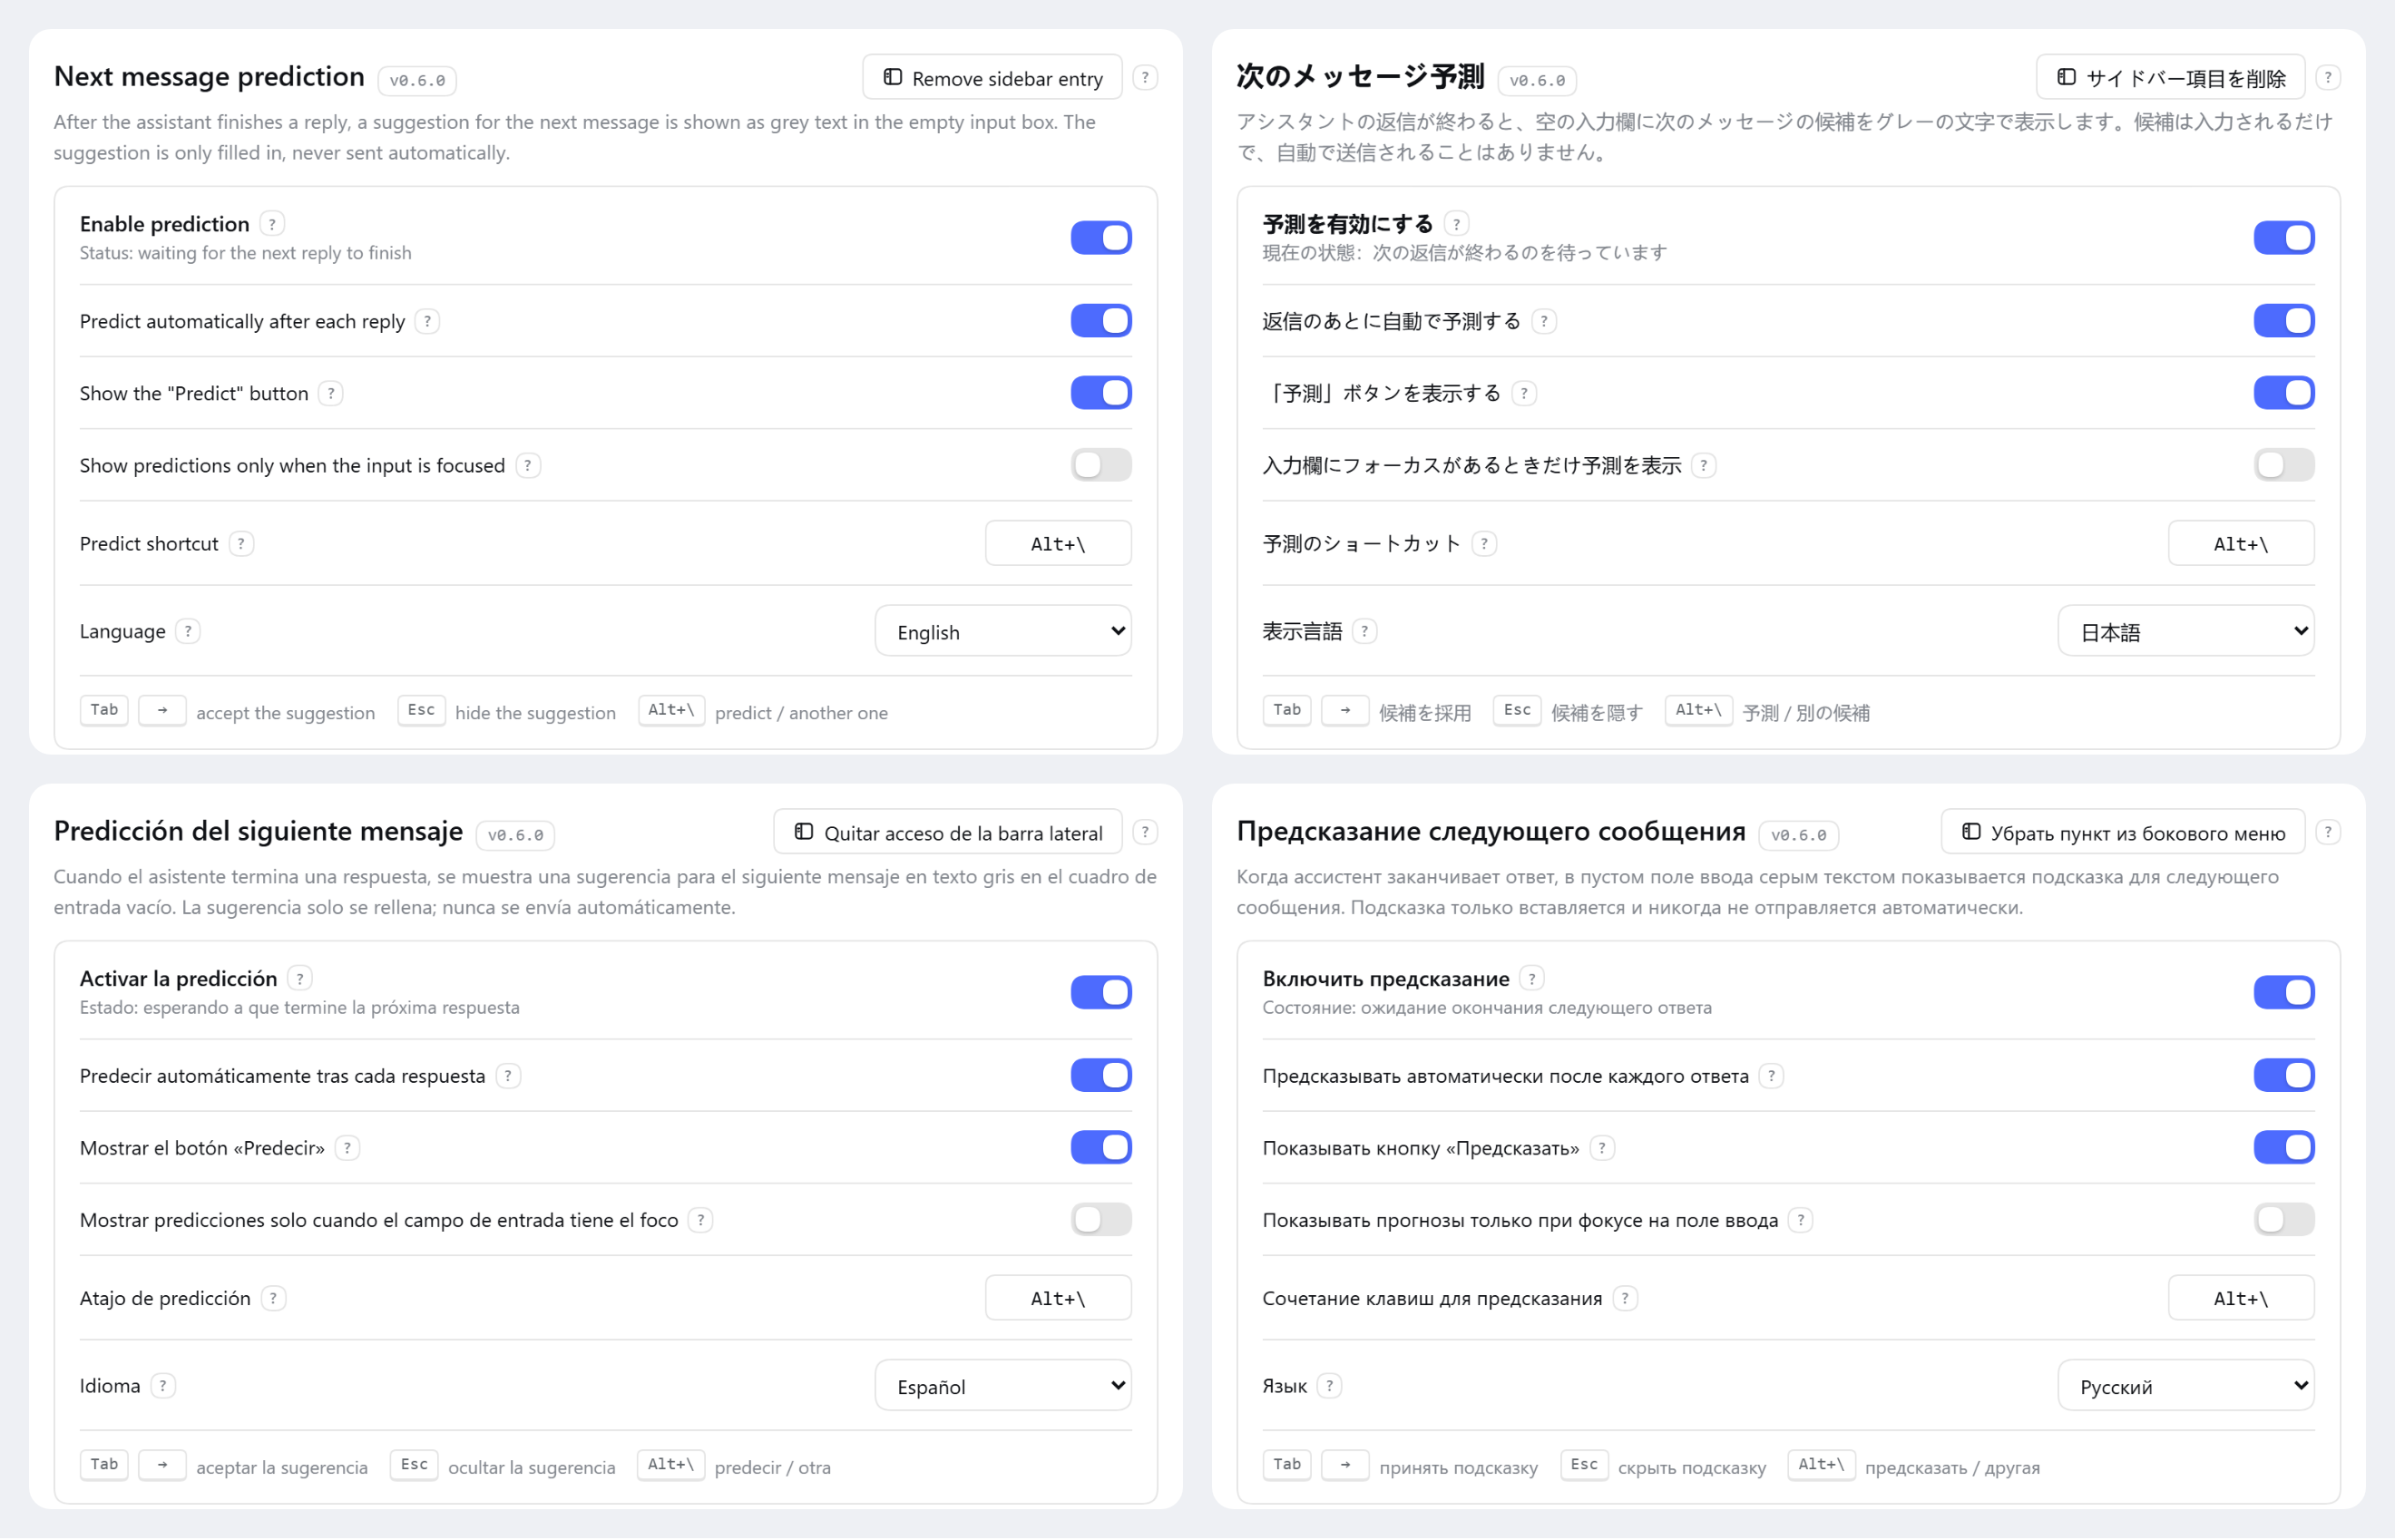 Next message prediction v0.6.0 Remove sidebar entry ?
After the assistant finishes a reply, a suggestion for the next message is shown as grey text in the empty input box. The
suggestion is only filled in, never sent automatically.
Enable prediction ?
Status: waiting for the next reply to finish
Predict automatically after each reply ?
Show the "Predict" button ?
Show predictions only when the input is focused ?
Predict shortcut ? Alt+\
Language ? English
Tab → accept the suggestion Esc hide the suggestion Alt+\ predict / another one
次のメッセージ予測 v0.6.0 サイドバー項目を削除 ?
アシスタントの返信が終わると、空の入力欄に次のメッセージの候補をグレーの文字で表示します。候補は入力されるだけ
で、自動で送信されることはありません。
予測を有効にする ?
現在の状態：次の返信が終わるのを待っています
返信のあとに自動で予測する ?
「予測」ボタンを表示する ?
入力欄にフォーカスがあるときだけ予測を表示 ?
予測のショートカット ? Alt+\
表示言語 ? 日本語
Tab → 候補を採用 Esc 候補を隠す Alt+\ 予測 / 別の候補
Predicción del siguiente mensaje v0.6.0 Quitar acceso de la barra lateral ?
Cuando el asistente termina una respuesta, se muestra una sugerencia para el siguiente mensaje en texto gris en el cuadro de
entrada vacío. La sugerencia solo se rellena; nunca se envía automáticamente.
Activar la predicción ?
Estado: esperando a que termine la próxima respuesta
Predecir automáticamente tras cada respuesta ?
Mostrar el botón «Predecir» ?
Mostrar predicciones solo cuando el campo de entrada tiene el foco ?
Atajo de predicción ? Alt+\
Idioma ? Español
Tab → aceptar la sugerencia Esc ocultar la sugerencia Alt+\ predecir / otra
Предсказание следующего сообщения v0.6.0 Убрать пункт из бокового меню ?
Когда ассистент заканчивает ответ, в пустом поле ввода серым текстом показывается подсказка для следующего
сообщения. Подсказка только вставляется и никогда не отправляется автоматически.
Включить предсказание ?
Состояние: ожидание окончания следующего ответа
Предсказывать автоматически после каждого ответа ?
Показывать кнопку «Предсказать» ?
Показывать прогнозы только при фокусе на поле ввода ?
Сочетание клавиш для предсказания ? Alt+\
Язык ? Русский
Tab → принять подсказку Esc скрыть подсказку Alt+\ предсказать / другая